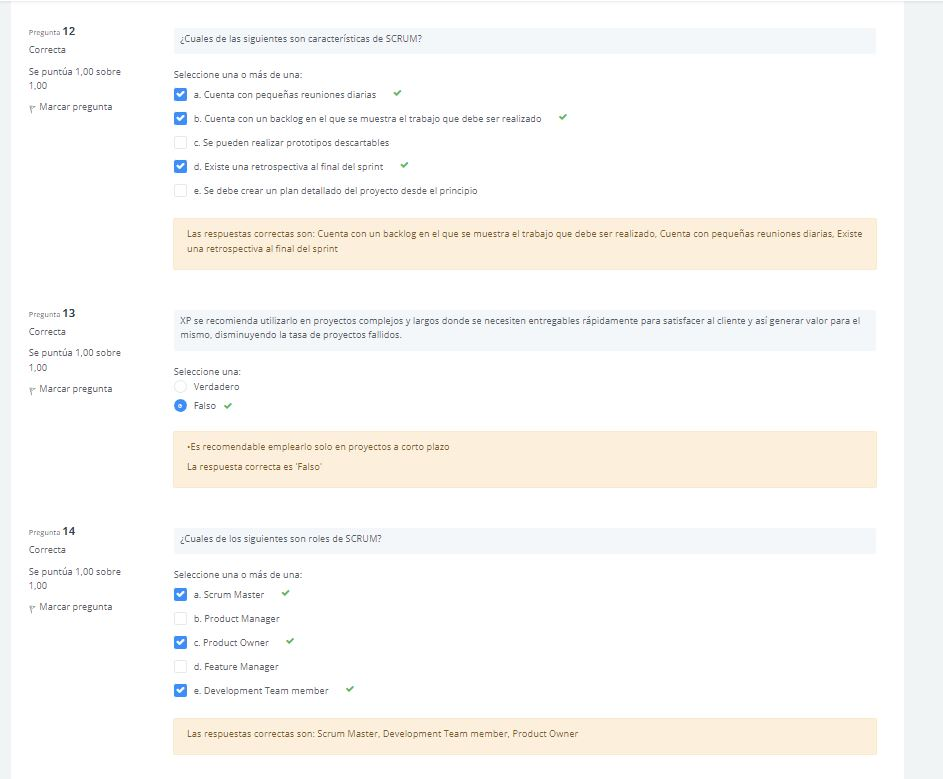 Pregunta 12
Correcta
Se puntúa 1,00 sobre
1,00
Marcar pregunta
¿Cuales de las siguientes son características de SCRUM?
Seleccione una o más de una:
a. Cuenta con pequeñas reuniones diarias
b. Cuenta con un backlog en el que se muestra el trabajo que debe ser realizado
c. Se pueden realizar prototipos descartables
d. Existe una retrospectiva al final del sprint
e. Se debe crear un plan detallado del proyecto desde el principio
Las respuestas correctas son: Cuenta con un backlog en el que se muestra el trabajo que debe ser realizado, Cuenta con pequeñas reuniones diarias, Existe
una retrospectiva al final del sprint
Pregunta 13
Correcta
Se puntúa 1,00 sobre
1,00
Marcar pregunta
XP se recomienda utilizarlo en proyectos complejos y largos donde se necesiten entregables rápidamente para satisfacer al cliente y así generar valor para el
mismo, disminuyendo la tasa de proyectos fallidos.
Seleccione una:
Verdadero
Falso
•Es recomendable emplearlo solo en proyectos a corto plazo
La respuesta correcta es 'Falso'
Pregunta 14
Correcta
Se puntúa 1,00 sobre
1,00
Marcar pregunta
¿Cuales de los siguientes son roles de SCRUM?
Seleccione una o más de una:
a. Scrum Master
b. Product Manager
c. Product Owner
d. Feature Manager
e. Development Team member
Las respuestas correctas son: Scrum Master, Development Team member, Product Owner